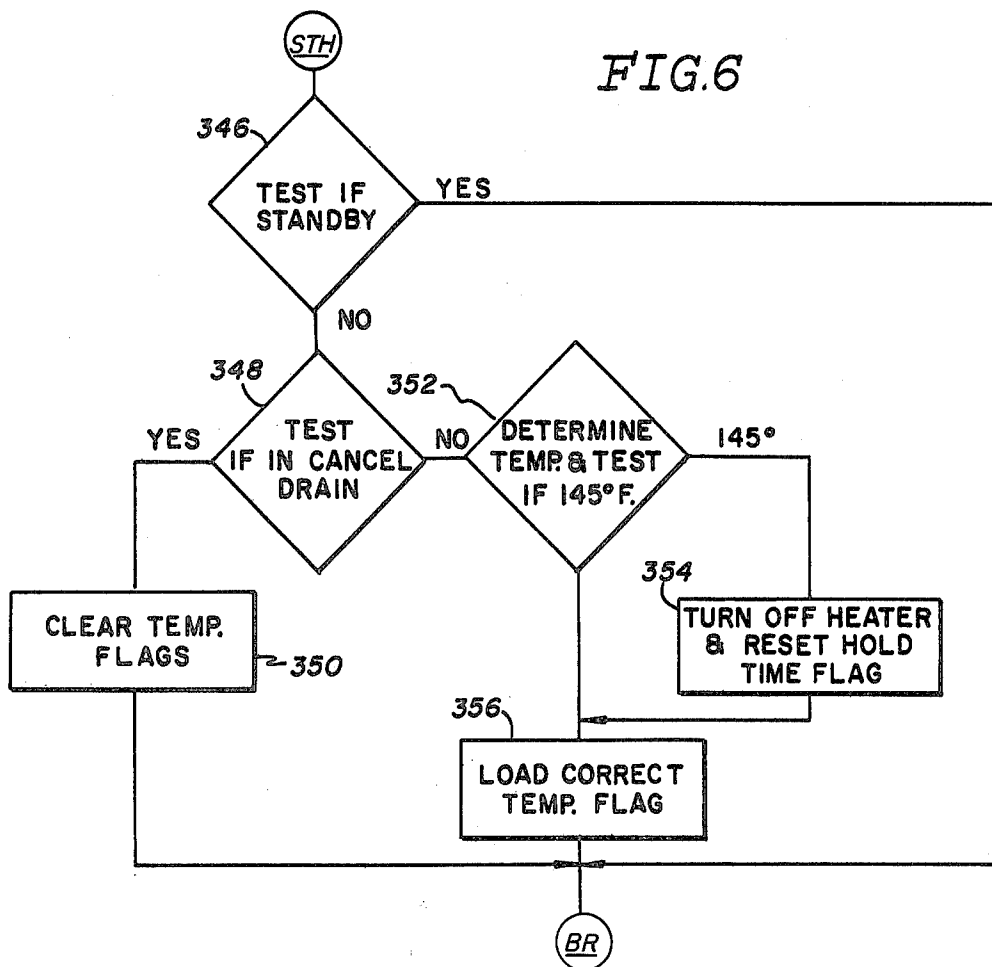 STH
FIG.6
346
TEST IF
STANDBY
YES
NO
348
TEST
IF IN CANCEL
DRAIN
YES
NO
352
DETERMINE
TEMP. & TEST
IF 145°F.
145°
CLEAR TEMP.
FLAGS
350
354
TURN OFF HEATER
& RESET HOLD
TIME FLAG
356
LOAD CORRECT
TEMP. FLAG
BR